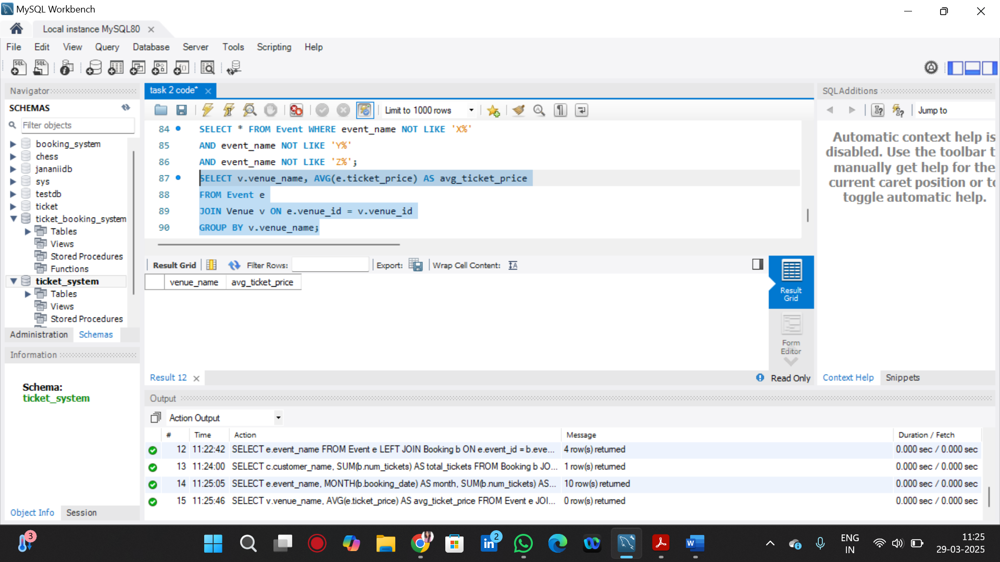 MySQL Workbench
Local instance MySQL80
File Edit View Query Database Server Tools Scripting Help
Navigator
SCHEMAS
Filter objects
booking_system
chess
jananiidb
sys
testdb
ticket
ticket_booking_system
Tables
Views
Stored Procedures
Functions
ticket_system
Tables
Views
Stored Procedures
Administration Schemas
Information
Schema:
ticket_system
Object Info Session
task 2 code*
Limit to 1000 rows
84 SELECT * FROM Event WHERE event_name NOT LIKE 'X%'
85 AND event_name NOT LIKE 'Y%'
86 AND event_name NOT LIKE 'Z%';
87 SELECT v.venue_name, AVG(e.ticket_price) AS avg_ticket_price
88 FROM Event e
89 JOIN Venue v ON e.venue_id = v.venue_id
90 GROUP BY v.venue_name;
Result Grid Filter Rows: Export: Wrap Cell Content:
venue_name avg_ticket_price
Result Grid
Form Editor
Result 12
Read Only
SQLAdditions
Jump to
Automatic context help is
disabled. Use the toolbar t
manually get help for the
current caret position or to
toggle automatic help.
Context Help Snippets
Output
Action Output
# Time Action Message Duration / Fetch
12 11:22:42 SELECT e.event_name FROM Event e LEFT JOIN Booking b ON e.event_id = b.eve... 4 row(s) returned 0.000 sec / 0.000 sec
13 11:24:00 SELECT c.customer_name, SUM(b.num_tickets) AS total_tickets FROM Booking b JO... 1 row(s) returned 0.000 sec / 0.000 sec
14 11:25:05 SELECT e.event_name, MONTH(b.booking_date) AS month, SUM(b.num_tickets) AS... 10 row(s) returned 0.000 sec / 0.000 sec
15 11:25:46 SELECT v.venue_name, AVG(e.ticket_price) AS avg_ticket_price FROM Event e JOI... 0 row(s) returned 0.000 sec / 0.000 sec
3
2
ENG
IN
11:25
29-03-2025